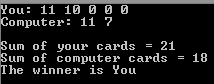 You: 11 10 0 0 0
Computer: 11 7
Sum of your cards = 21
Sum of computer cards = 18
The winner is You